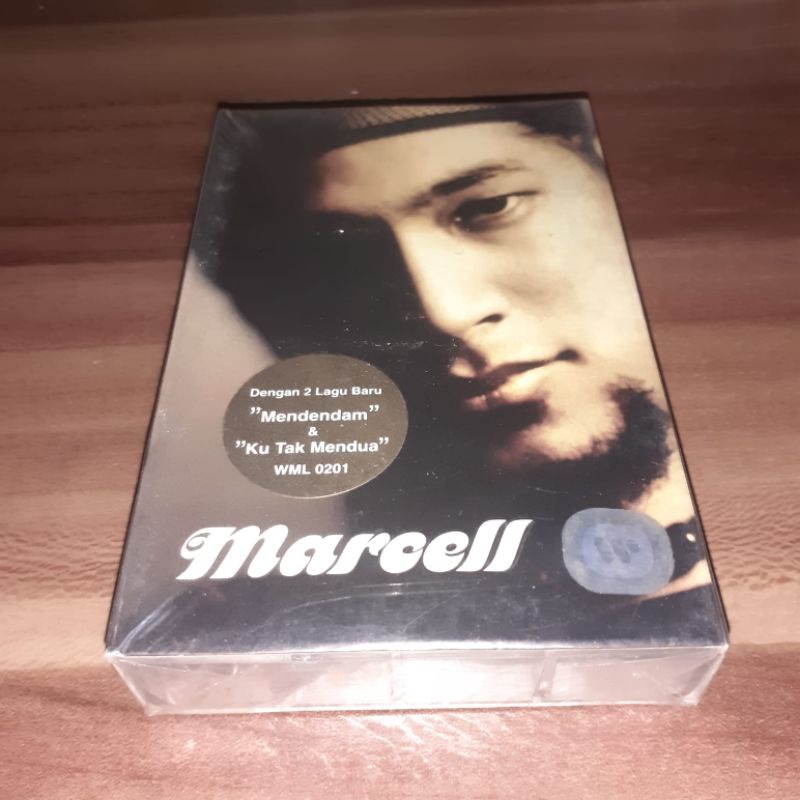 Dengan 2 Lagu Baru
”Mendendam”
&
”Ku Tak Mendua”
WML 0201
Marcell